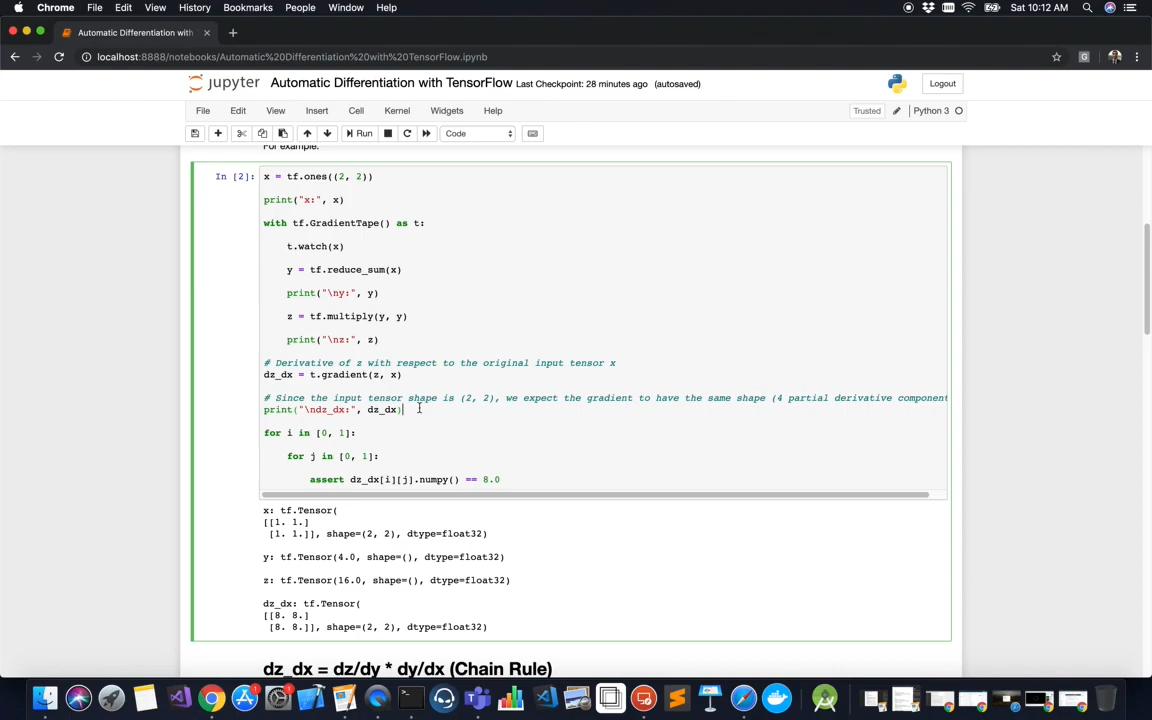 Chrome File Edit View History Bookmarks People Window Help Sat 10:12 AM
Automatic Differentiation with
localhost:8888/notebooks/Automatic%20Differentiation%20with%20TensorFlow.ipynb
jupyter Automatic Differentiation with TensorFlow Last Checkpoint: 28 minutes ago (autosaved) Logout
File Edit View Insert Cell Kernel Widgets Help Trusted Python 3
Run Code
For example:
In [2]: x = tf.ones((2, 2))
print("x:", x)
with tf.GradientTape() as t:
t.watch(x)
y = tf.reduce_sum(x)
print("\ny:", y)
z = tf.multiply(y, y)
print("\nz:", z)
# Derivative of z with respect to the original input tensor x
dz_dx = t.gradient(z, x)
# Since the input tensor shape is (2, 2), we expect the gradient to have the same shape (4 partial derivative component
print("\ndz_dx:", dz_dx)
for i in [0, 1]:
for j in [0, 1]:
assert dz_dx[i][j].numpy() == 8.0
x: tf.Tensor(
[[1. 1.]
[1. 1.]], shape=(2, 2), dtype=float32)
y: tf.Tensor(4.0, shape=(), dtype=float32)
z: tf.Tensor(16.0, shape=(), dtype=float32)
dz_dx: tf.Tensor(
[[8. 8.]
[8. 8.]], shape=(2, 2), dtype=float32)
dz_dx = dz/dy * dy/dx (Chain Rule)